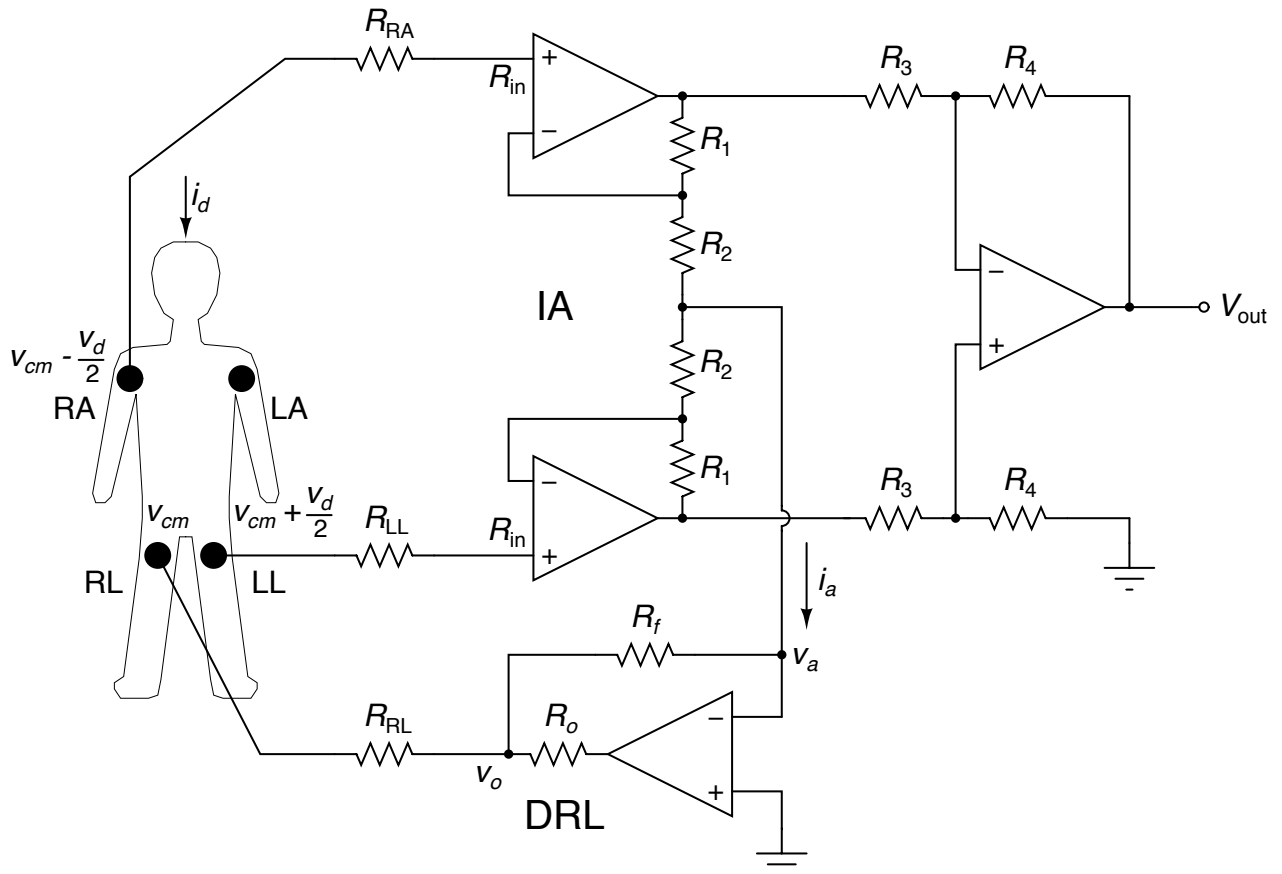 R_RA
R_in
+
−
R_1
R_3
R_4
i_d
R_2
IA
−
+
V_out
v_cm - v_d/2
RA
LA
R_2
R_1
v_cm
v_cm + v_d/2
R_LL
R_in
−
+
R_3
R_4
RL
LL
i_a
R_f
v_a
R_RL
R_o
−
+
v_o
DRL